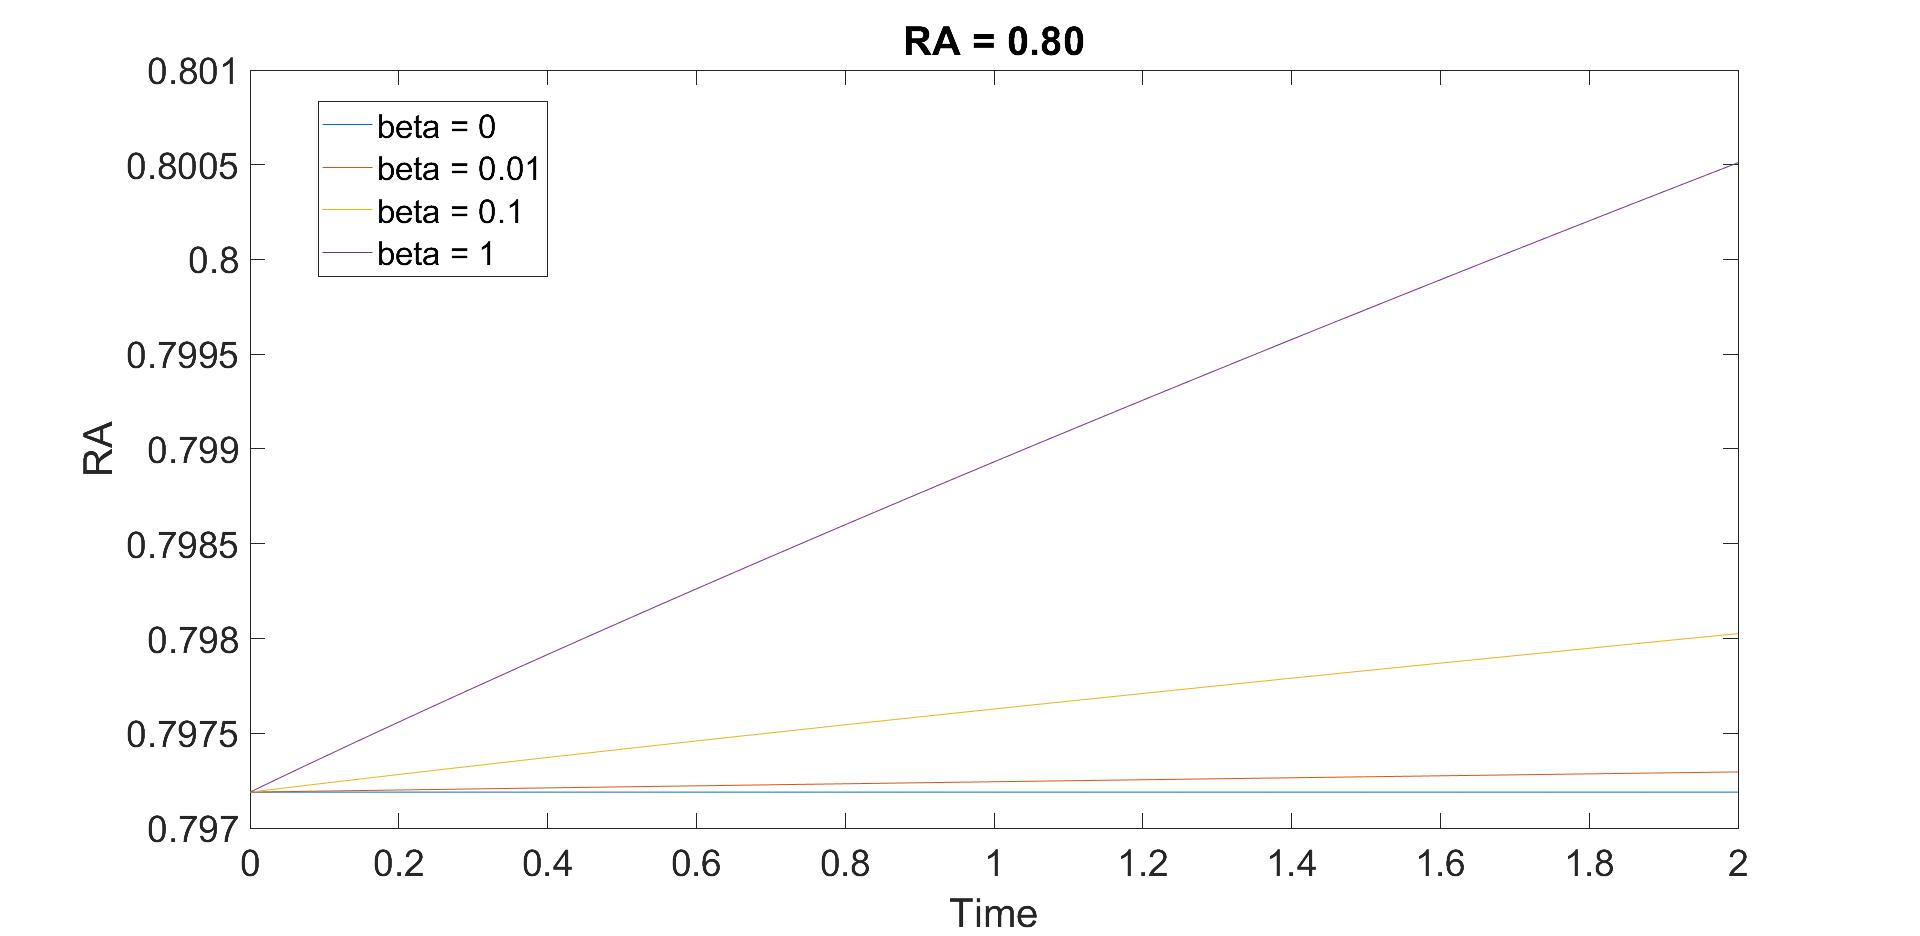 RA = 0.80
0.801
0.8005
0.8
0.7995
0.799
0.7985
0.798
0.7975
0.797
RA
beta = 0
beta = 0.01
beta = 0.1
beta = 1
0 0.2 0.4 0.6 0.8 1 1.2 1.4 1.6 1.8 2
Time